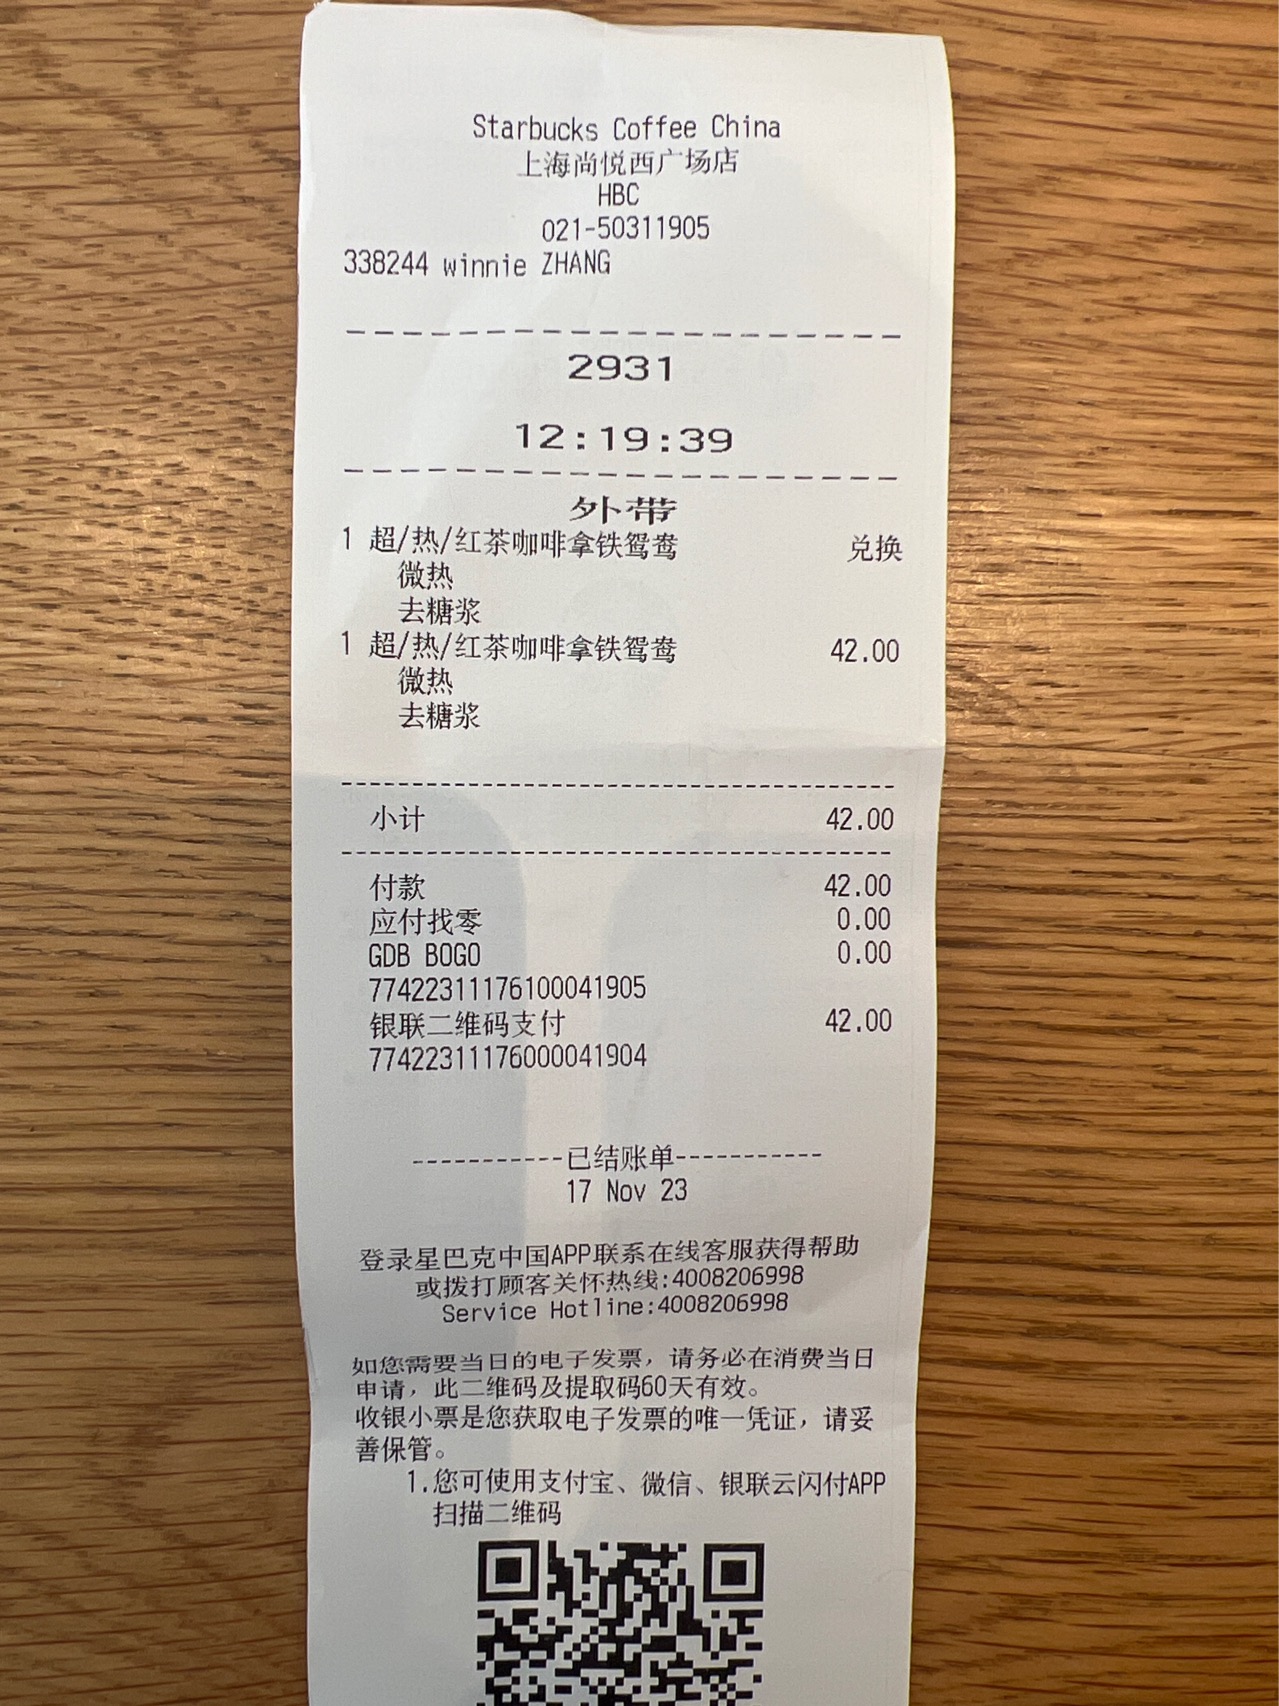 Starbucks Coffee China
上海尚悦西广场店
HBC
021-50311905
338244 winnie ZHANG
2931
12:19:39
外带
1 超/热/红茶咖啡拿铁鸳鸯 兑换
微热
去糖浆
1 超/热/红茶咖啡拿铁鸳鸯 42.00
微热
去糖浆
小计 42.00
付款 42.00
应付找零 0.00
GDB BOGO 0.00
77422311176100041905
银联二维码支付 42.00
77422311176000041904
-----------已结账单-----------
17 Nov 23
登录星巴克中国APP联系在线客服获得帮助
或拨打顾客关怀热线:4008206998
Service Hotline:4008206998
如您需要当日的电子发票，请务必在消费当日
申请，此二维码及提取码60天有效。
收银小票是您获取电子发票的唯一凭证，请妥
善保管。
1.您可使用支付宝、微信、银联云闪付APP
扫描二维码